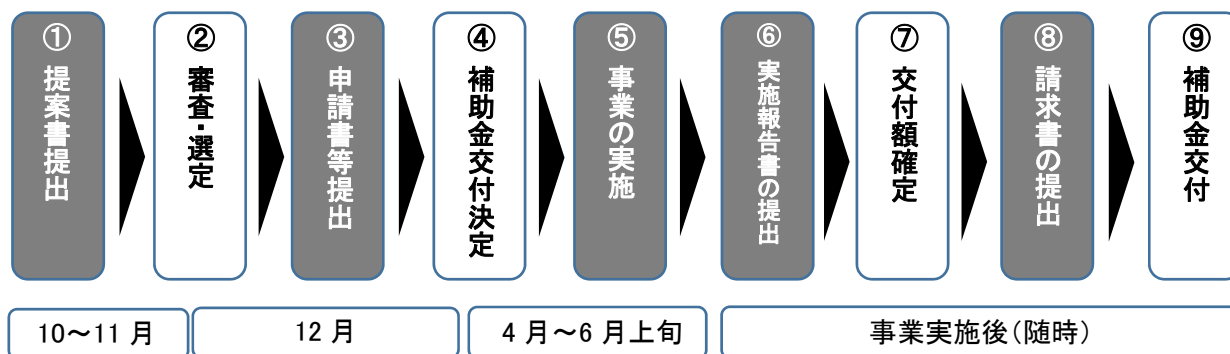 ①提案書提出
②審査・選定
③申請書等提出
④補助金交付決定
⑤事業の実施
⑥実施報告書の提出
⑦交付額確定
⑧請求書の提出
⑨補助金交付
10～11 月
12 月
4 月～6 月上旬
事業実施後(随時)